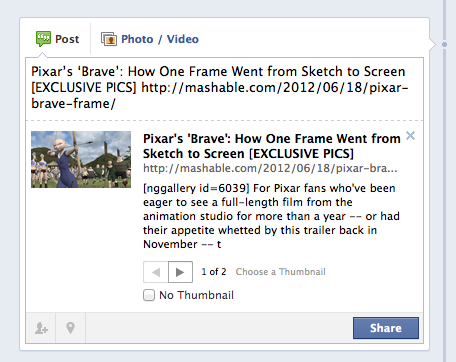 Post
Photo / Video
Pixar's 'Brave': How One Frame Went from Sketch to Screen
[EXCLUSIVE PICS] http://mashable.com/2012/06/18/pixar-
brave-frame/
Pixar's 'Brave': How One Frame Went from
Sketch to Screen [EXCLUSIVE PICS]
http://mashable.com/2012/06/18/pixar-bra...
[nggallery id=6039] For Pixar fans who've been
eager to see a full-length film from the
animation studio for more than a year -- or had
their appetite whetted by this trailer back in
November -- t
1 of 2 Choose a Thumbnail
No Thumbnail
Share